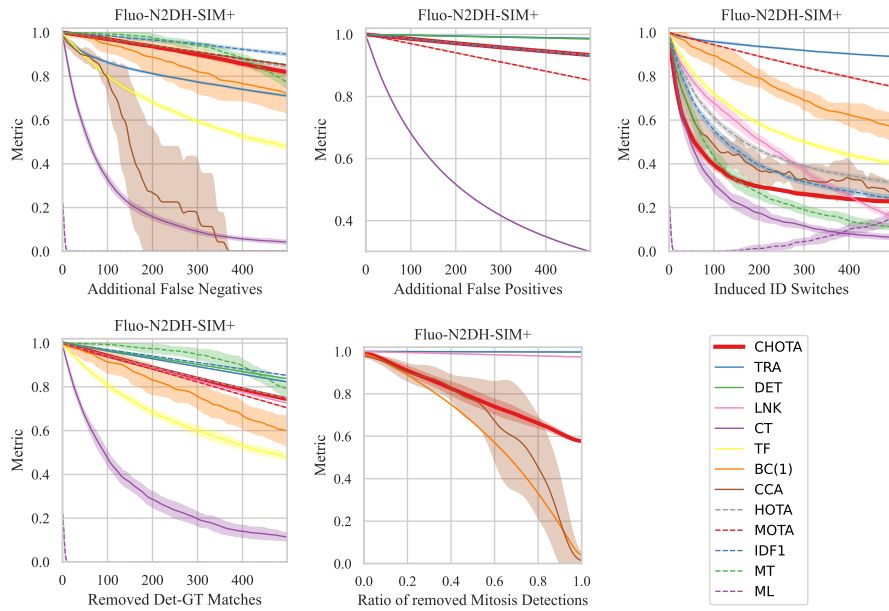 Fluo-N2DH-SIM+ Fluo-N2DH-SIM+ Fluo-N2DH-SIM+
1.0 1.0 1.0
0.8 0.8
0.8
0.6 0.6
Metric Metric Metric
0.4 0.6 0.4
0.2 0.4 0.2
0.0 0.0
0 100 200 300 400 0 100 200 300 400 0 100 200 300 400
Additional False Negatives Additional False Positives Induced ID Switches
Fluo-N2DH-SIM+ Fluo-N2DH-SIM+
1.0 1.0
0.8 0.8
0.6 0.6
Metric Metric
0.4 0.4
0.2 0.2
0.0 0.0
0 100 200 300 400 0.0 0.2 0.4 0.6 0.8 1.0
Removed Det-GT Matches Ratio of removed Mitosis Detections
CHOTA
TRA
DET
LNK
CT
TF
BC(1)
CCA
HOTA
MOTA
IDF1
MT
ML